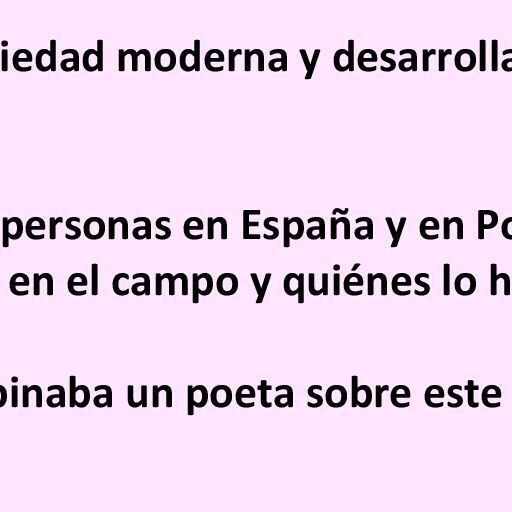 iedad moderna y desarrolla
personas en España y en Po
en el campo y quiénes lo h
pinaba un poeta sobre este